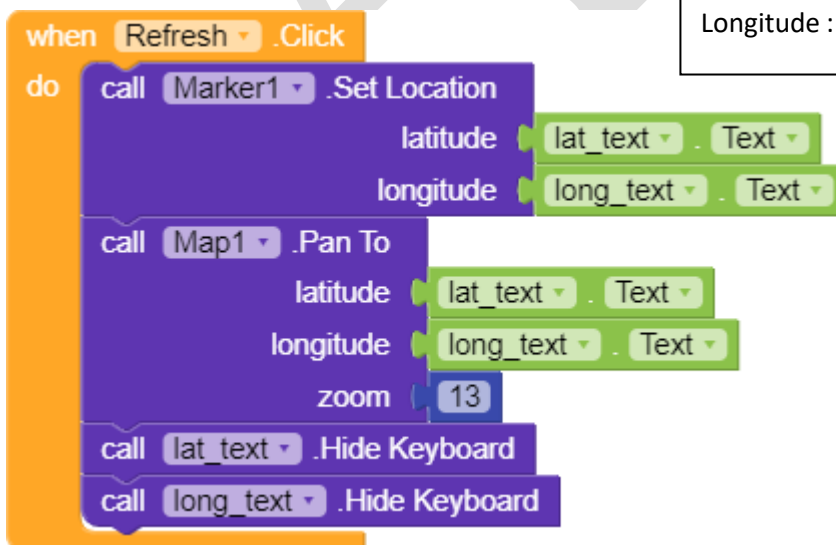 Longitude :
when Refresh .Click
do call Marker1 .Set Location
latitude lat_text . Text
longitude long_text . Text
call Map1 .Pan To
latitude lat_text . Text
longitude long_text . Text
zoom 13
call lat_text .Hide Keyboard
call long_text .Hide Keyboard